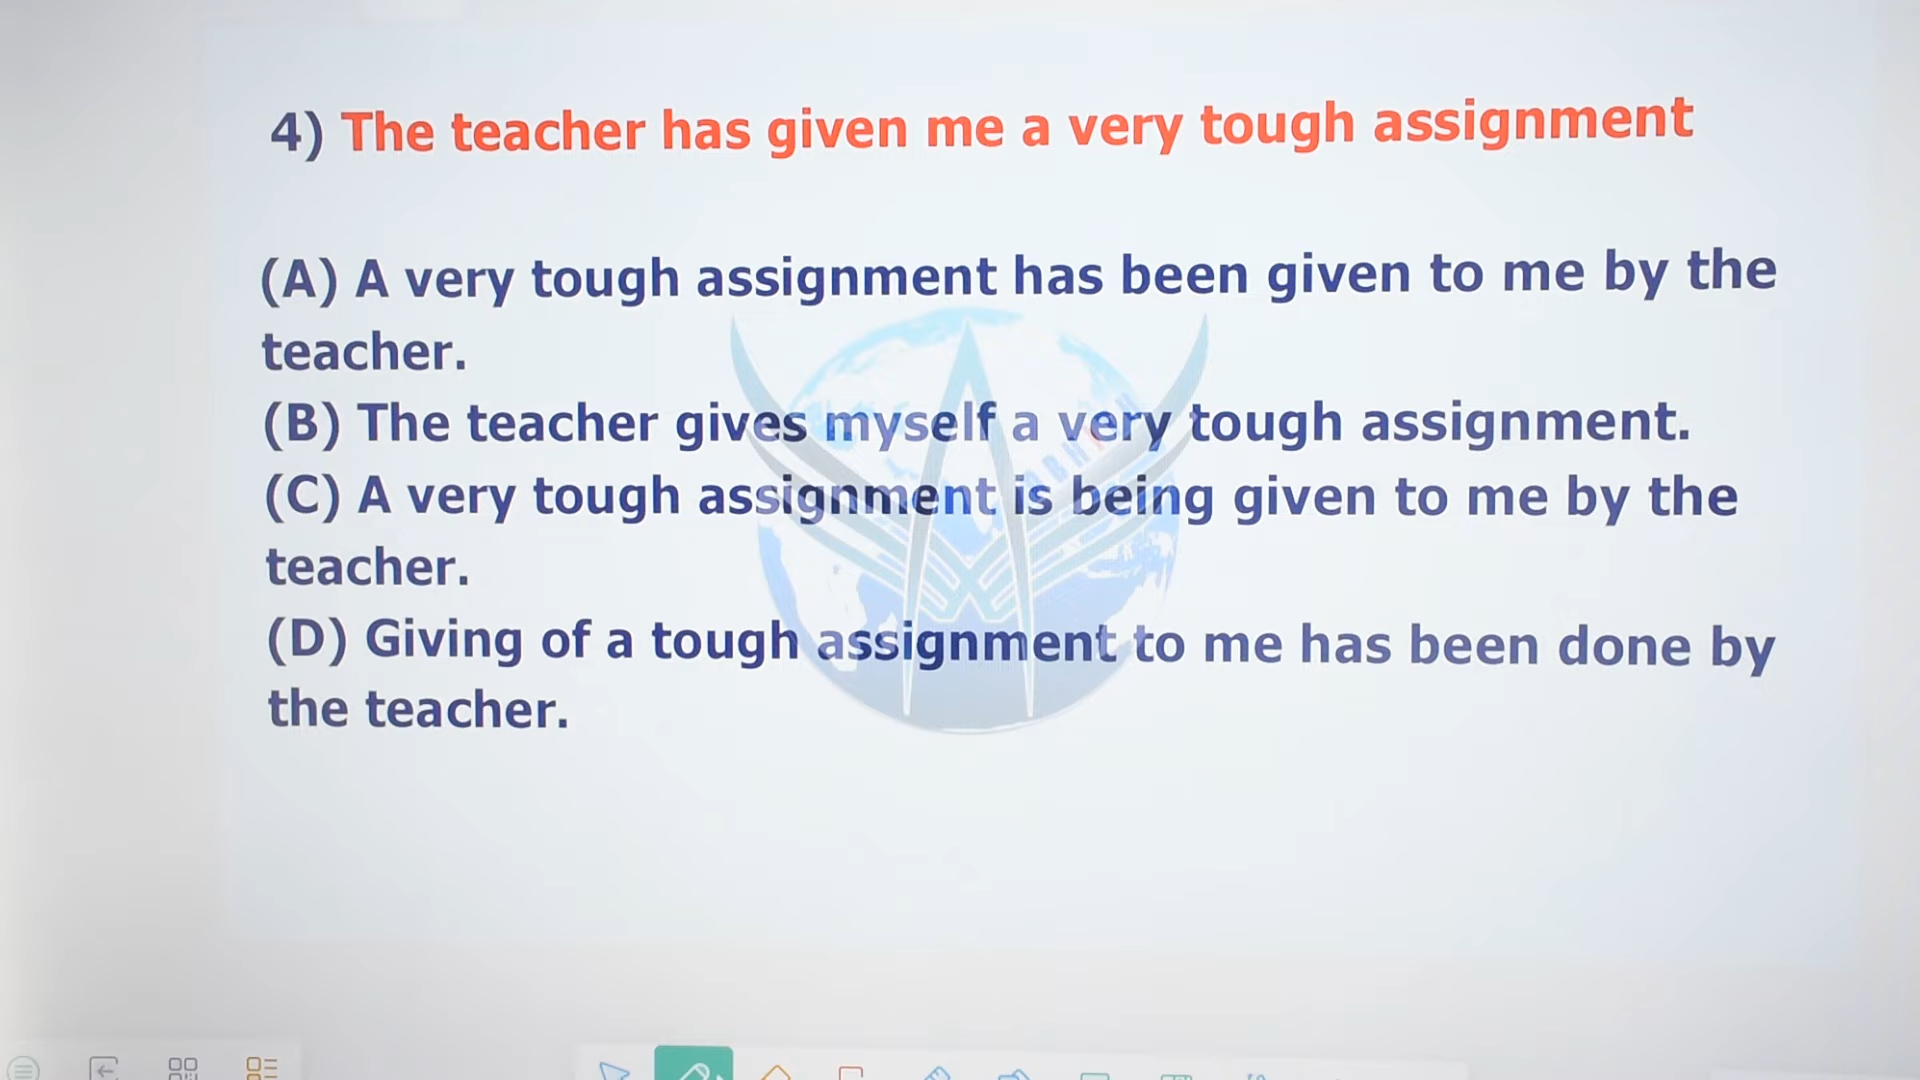 4) The teacher has given me a very tough assignment
(A) A very tough assignment has been given to me by the
teacher.
(B) The teacher gives myself a very tough assignment.
(C) A very tough assignment is being given to me by the
teacher.
(D) Giving of a tough assignment to me has been done by
the teacher.